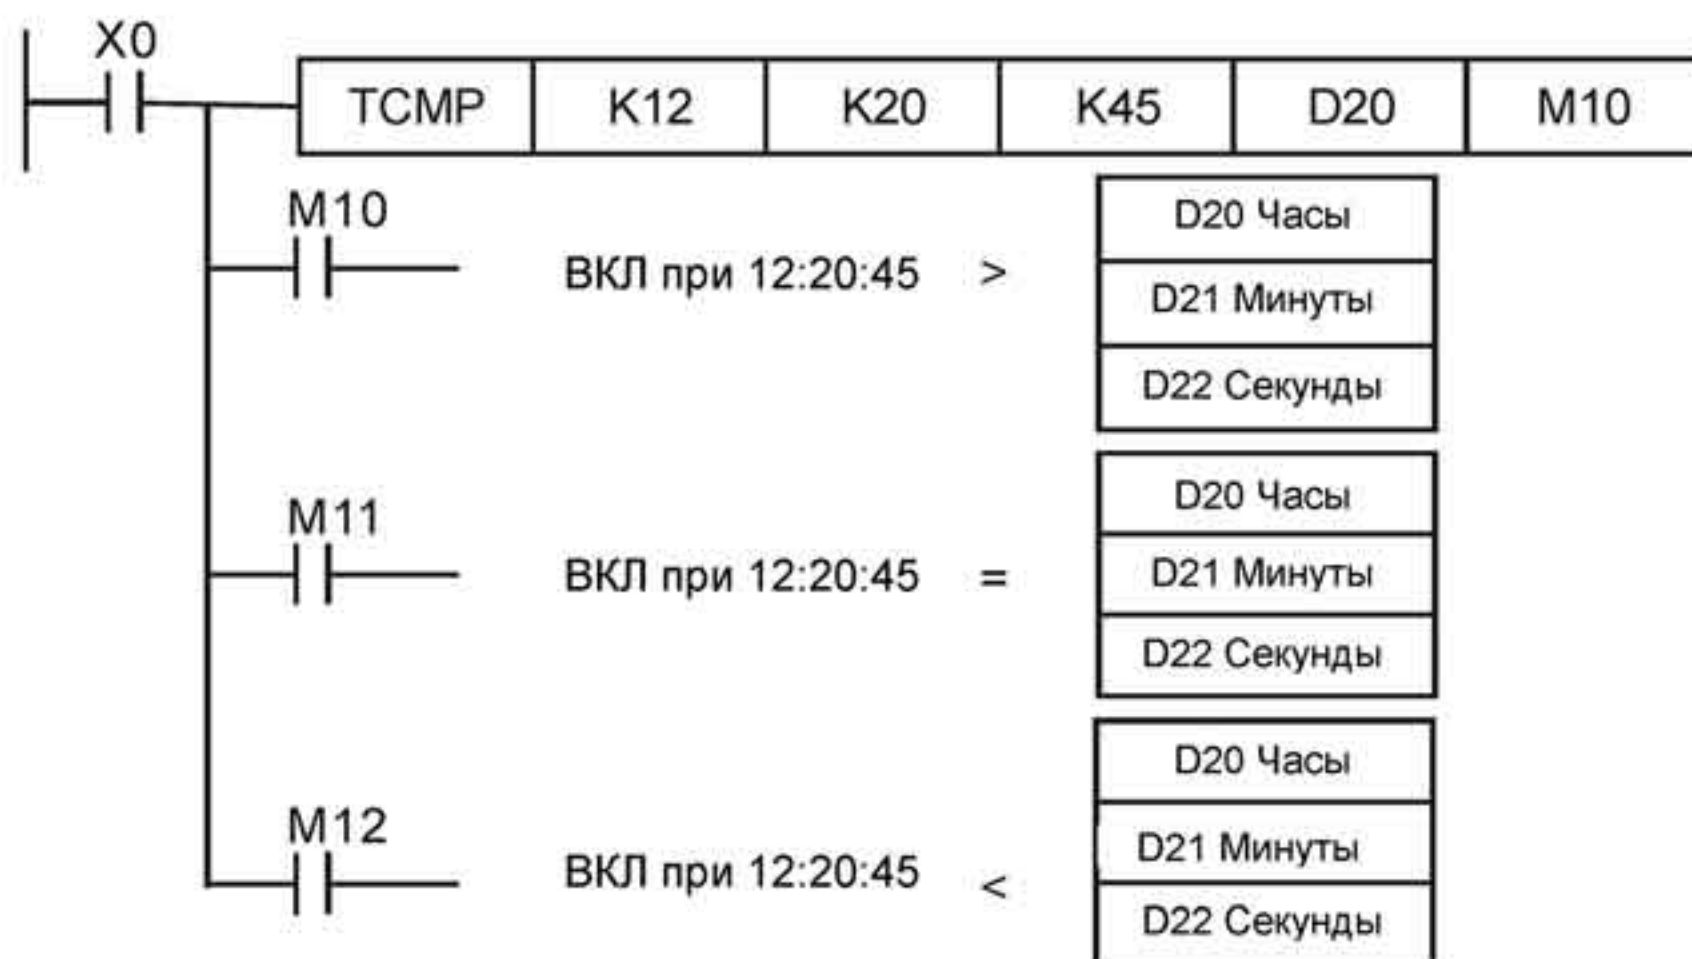 X0
TCMP K12 K20 K45 D20 M10
M10
ВКЛ при 12:20:45 >
D20 Часы
D21 Минуты
D22 Секунды
M11
ВКЛ при 12:20:45 =
D20 Часы
D21 Минуты
D22 Секунды
M12
ВКЛ при 12:20:45 <
D20 Часы
D21 Минуты
D22 Секунды